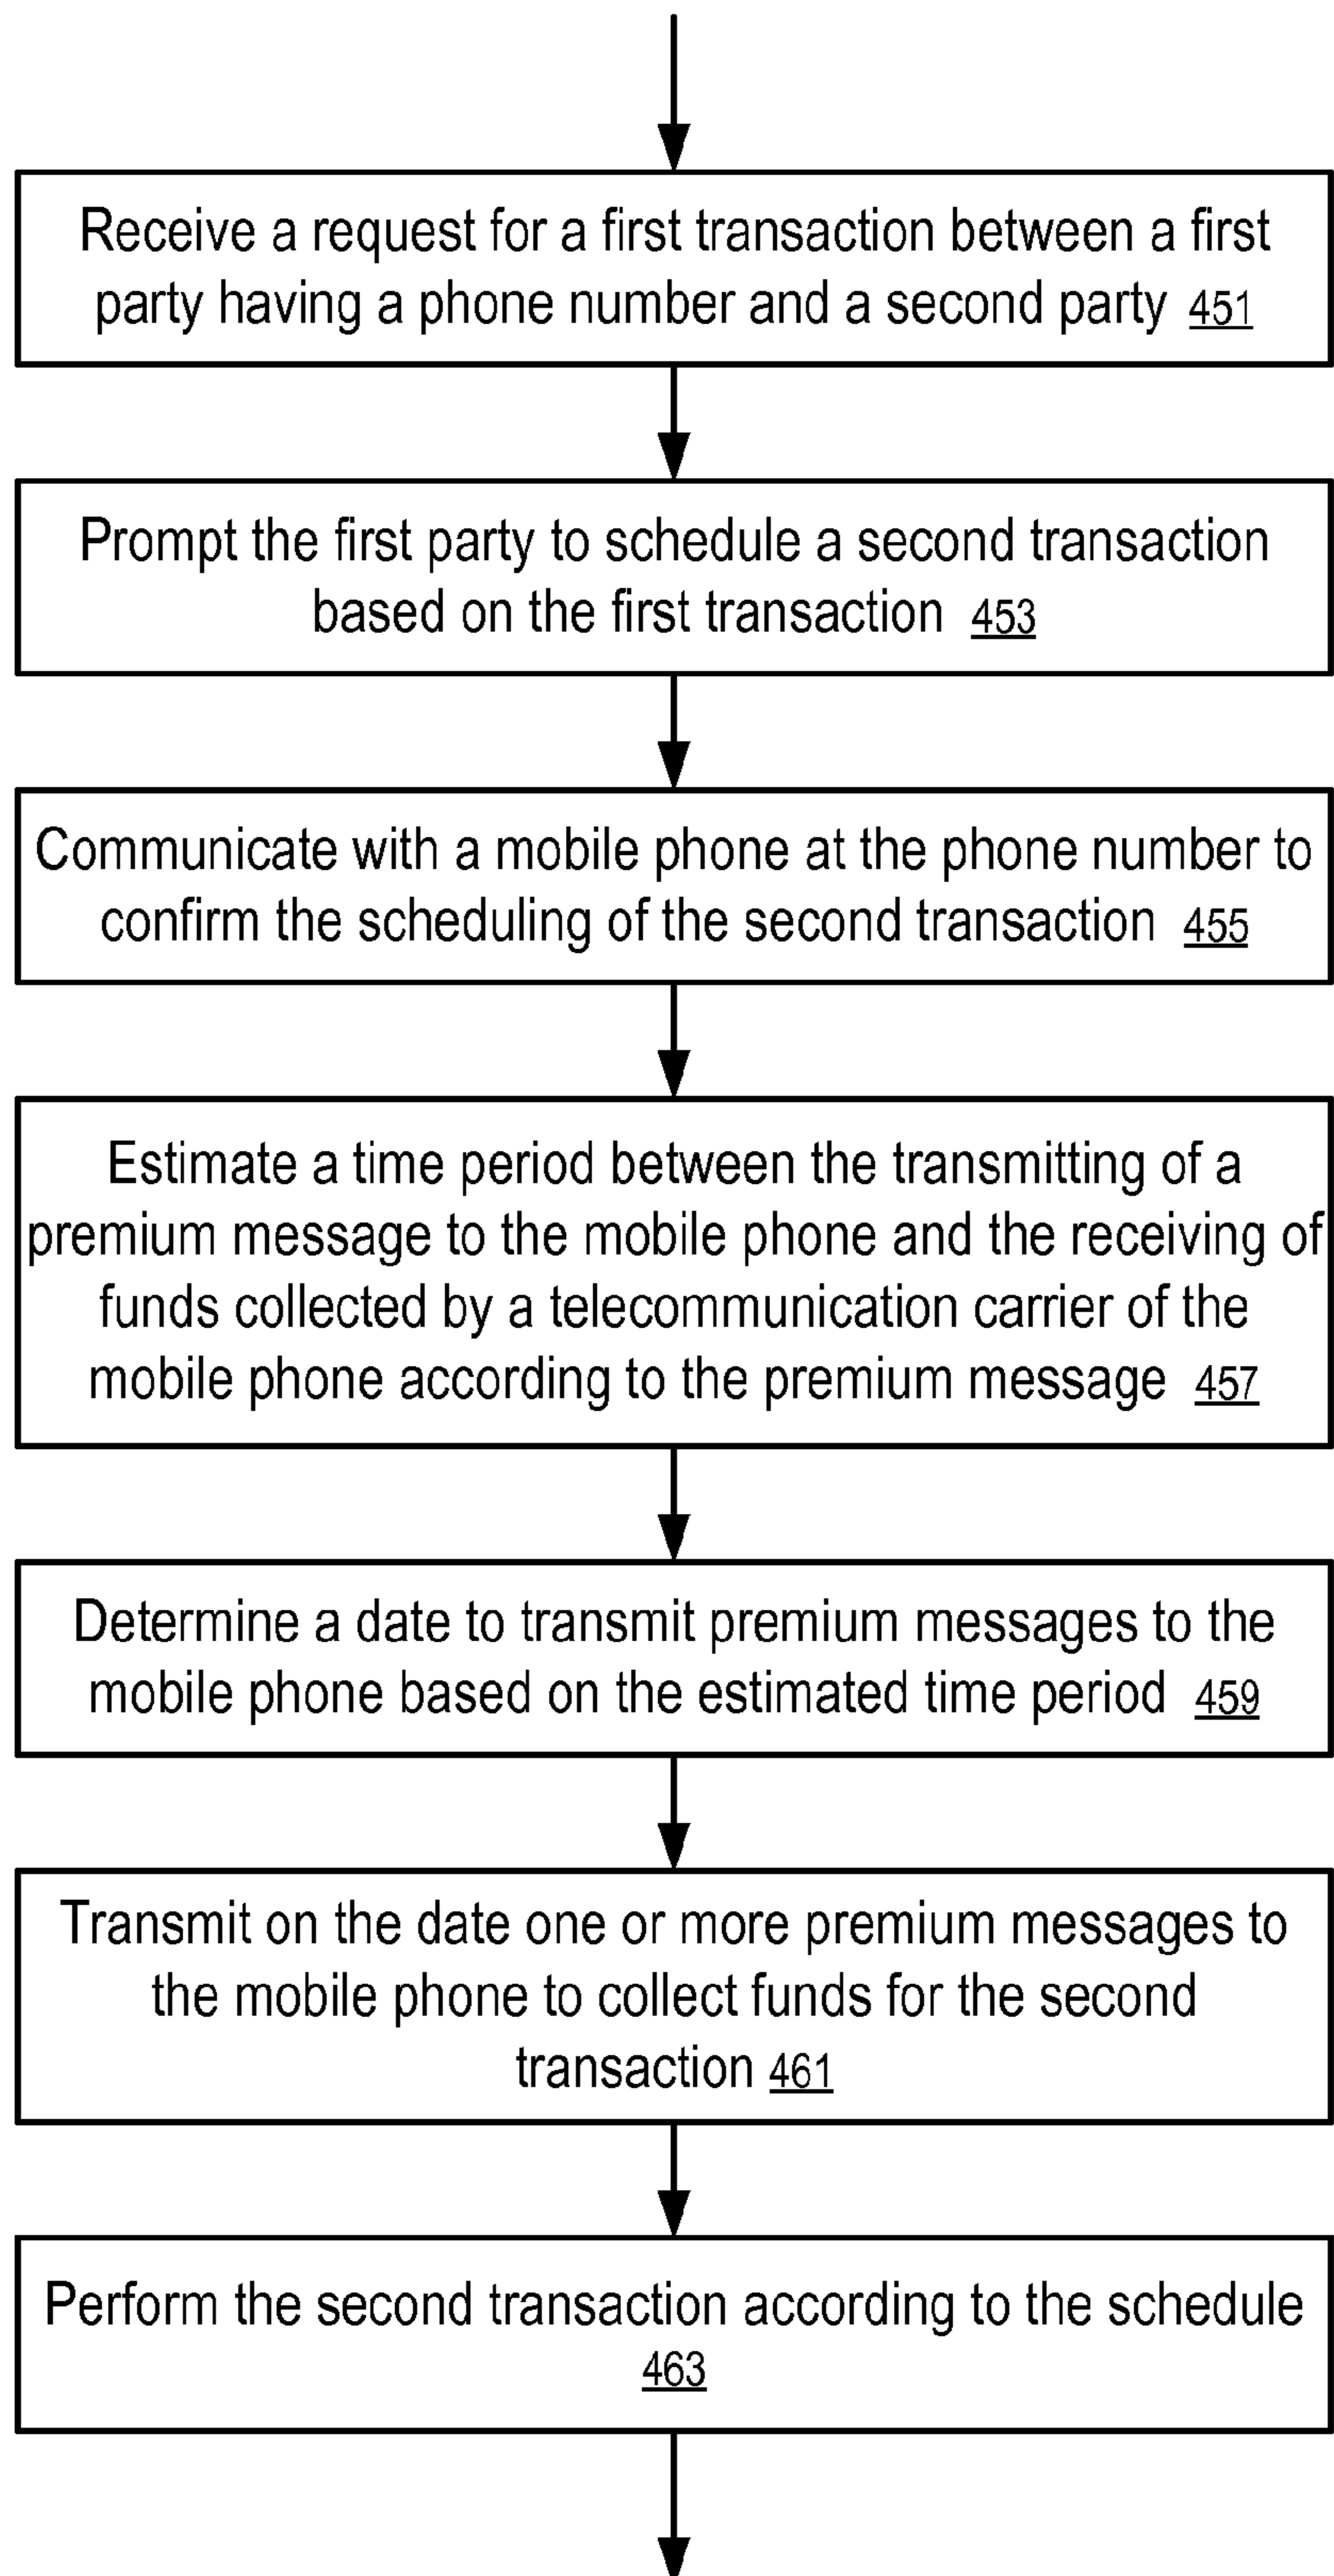 Receive a request for a first transaction between a first
party having a phone number and a second party 451
Prompt the first party to schedule a second transaction
based on the first transaction 453
Communicate with a mobile phone at the phone number to
confirm the scheduling of the second transaction 455
Estimate a time period between the transmitting of a
premium message to the mobile phone and the receiving of
funds collected by a telecommunication carrier of the
mobile phone according to the premium message 457
Determine a date to transmit premium messages to the
mobile phone based on the estimated time period 459
Transmit on the date one or more premium messages to
the mobile phone to collect funds for the second
transaction 461
Perform the second transaction according to the schedule
463